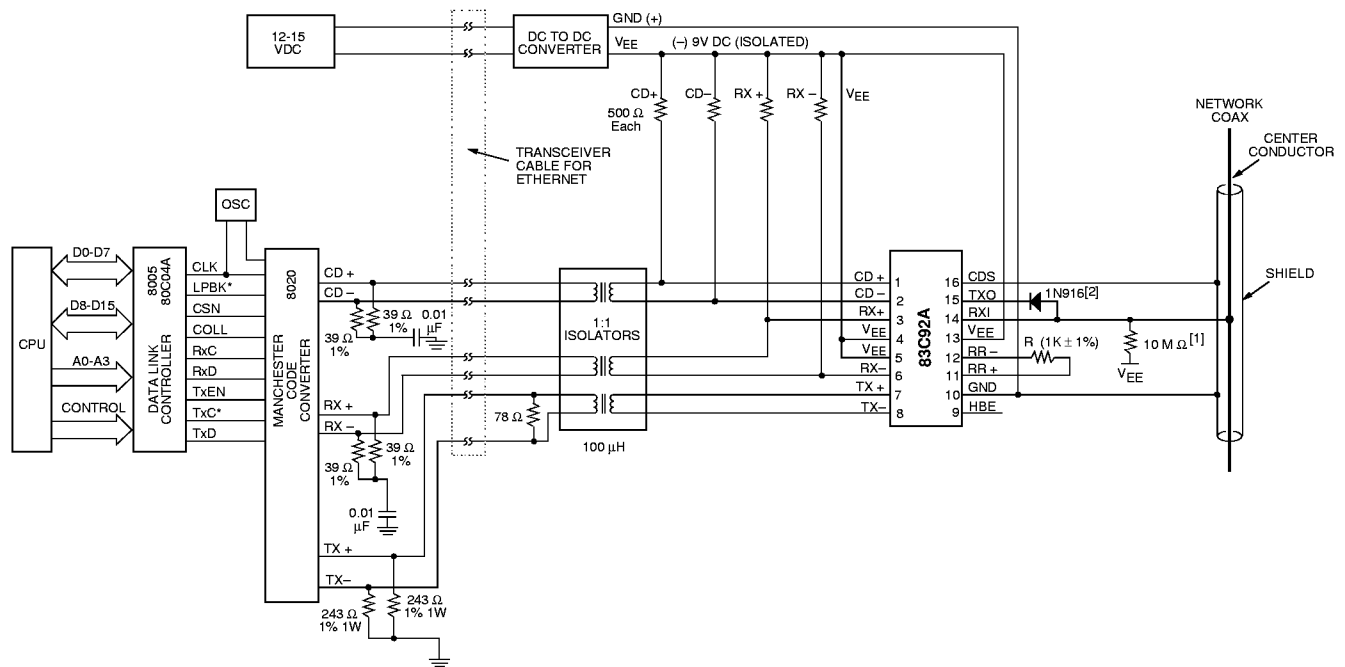 12-15
VDC
DC TO DC
CONVERTER
GND (+)
VEE
(–) 9V DC (ISOLATED)
CD+
CD–
RX +
RX –
VEE
500 Ω
Each
NETWORK
COAX
CENTER
CONDUCTOR
SHIELD
TRANSCEIVER
CABLE FOR
ETHERNET
OSC
CPU
D0-D7
D8-D15
A0-A3
CONTROL
8005
80C04A
DATA LINK
CONTROLLER
CLK
LPBK*
CSN
COLL
RxC
RxD
TxEN
TxC*
TxD
8020
MANCHESTER
CODE
CONVERTER
CD +
CD –
39 Ω
1%
39 Ω
1%
0.01
µF
RX +
RX –
39 Ω
1%
39 Ω
1%
0.01
µF
TX +
TX–
243 Ω
1% 1W
243 Ω
1% 1W
78 Ω
1:1
ISOLATORS
100 µH
CD +
CD –
RX+
VEE
VEE
RX–
TX +
TX–
1
2
3
4
5
6
7
8
83C92A
16
15
14
13
12
11
10
9
CDS
TXO
RXI
VEE
RR –
RR +
GND
HBE
1N916[2]
R (1K ± 1%)
10 M Ω [1]
VEE